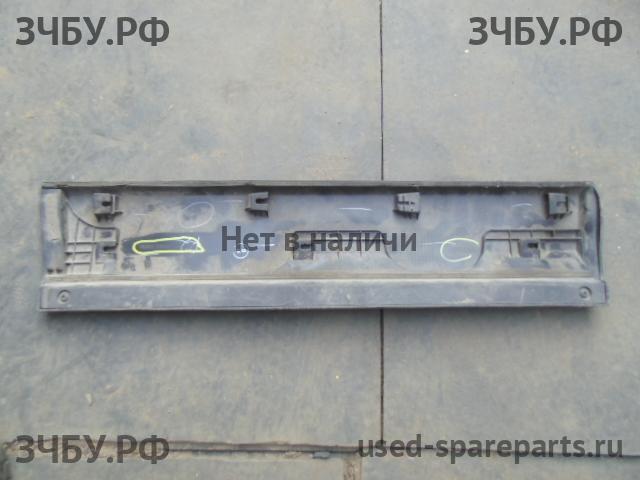 ЗЧБУ.РФ ЗЧБУ.РФ
Нет в наличи
ЗЧБУ.РФ used-spareparts.ru